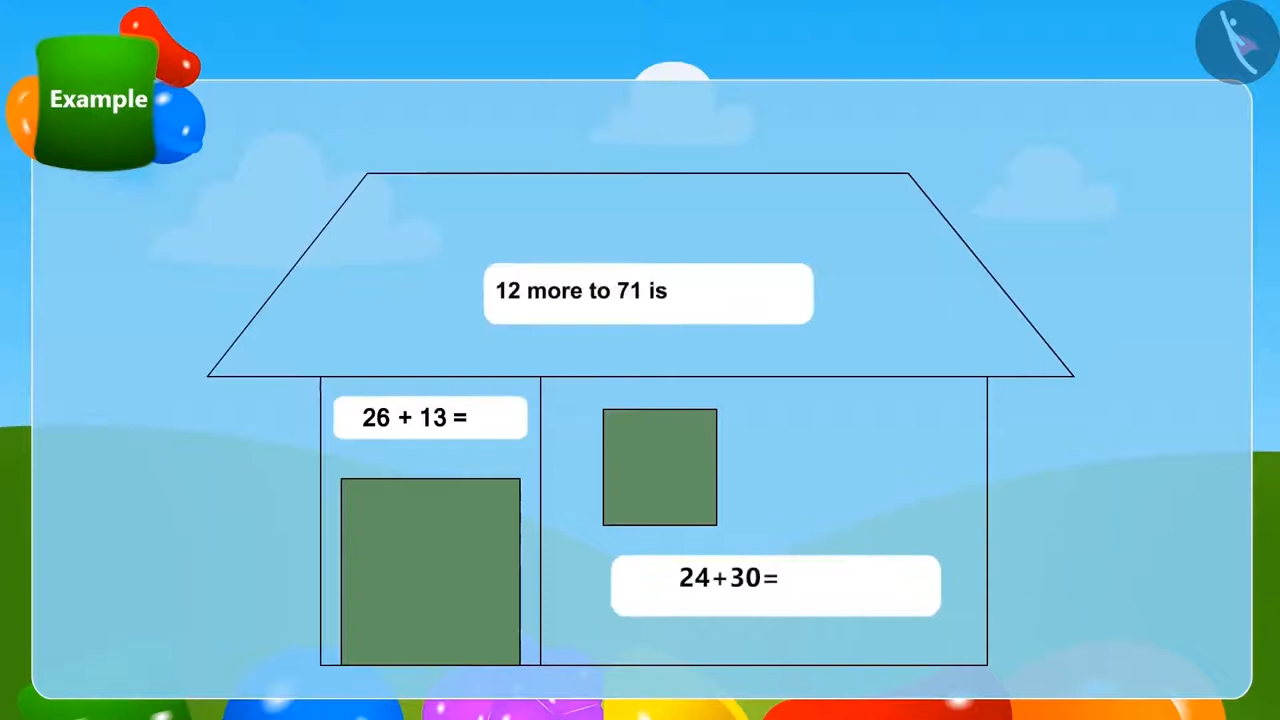 Example
12 more to 71 is
26 + 13 =
24+30=